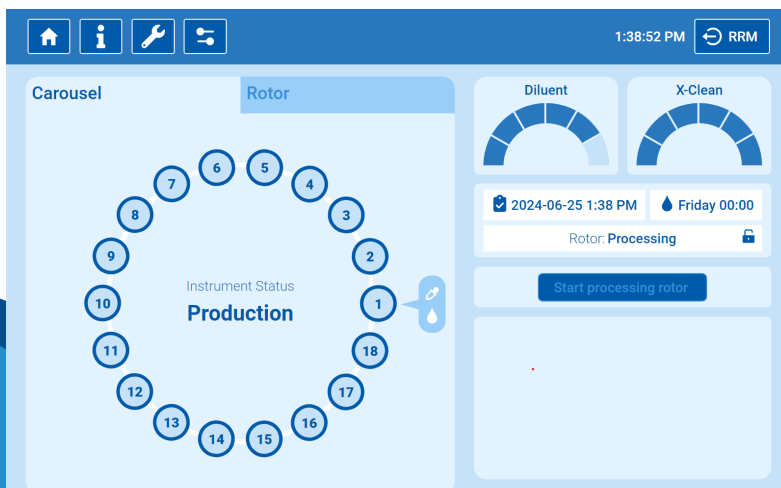 1:38:52 PM
RRM
Carousel
Rotor
Diluent
X-Clean
6
5
7
4
8
3
9
2
Instrument Status
10
Production
1
11
18
12
17
13
16
14
15
2024-06-25 1:38 PM
Friday 00:00
Rotor: Processing
Start processing rotor